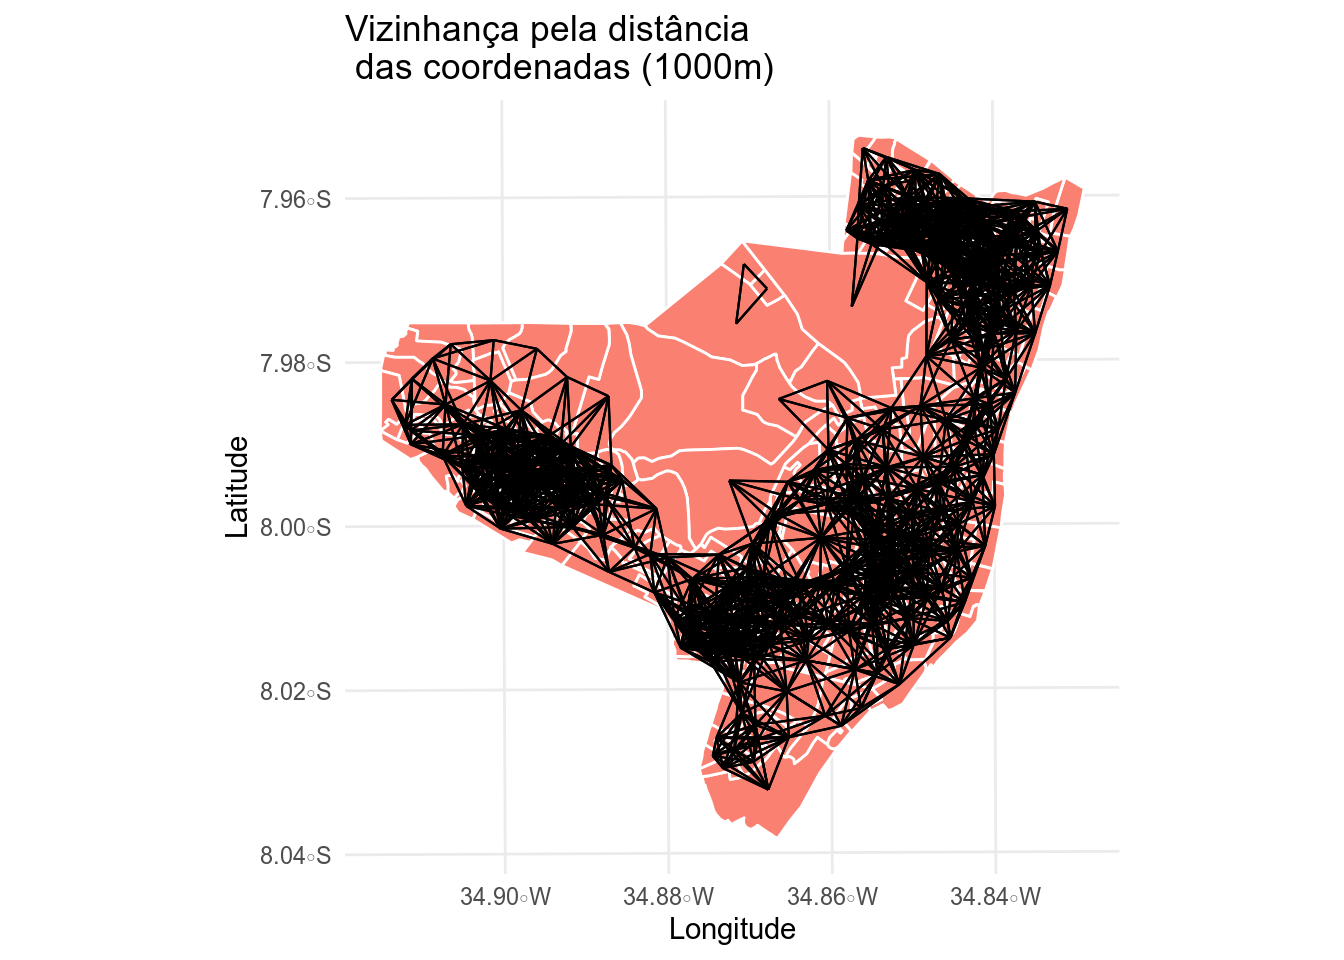 Vizinhança pela distância
das coordenadas (1000m)
7.96◦S
7.98◦S
8.00◦S
8.02◦S
8.04◦S
Latitude
34.90◦W
34.88◦W
34.86◦W
34.84◦W
Longitude